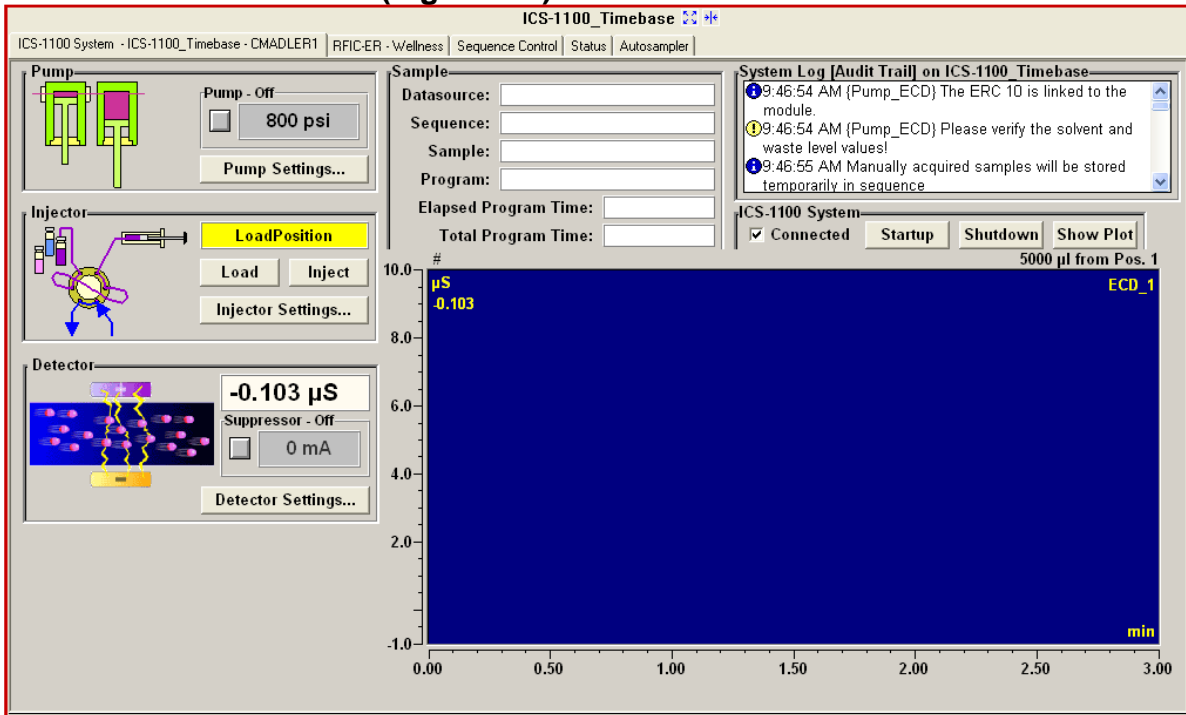 ICS-1100_Timebase
ICS-1100 System - ICS-1100_Timebase - CMADLER1 RFIC-ER - Wellness Sequence Control Status Autosampler
Pump
Pump - Off
800 psi
Pump Settings...
Injector
LoadPosition
Load Inject
Injector Settings...
Detector
-0.103 µS
Suppressor - Off
0 mA
Detector Settings...
Sample
Datasource:
Sequence:
Sample:
Program:
Elapsed Program Time:
Total Program Time:
System Log [Audit Trail] on ICS-1100_Timebase
9:46:54 AM {Pump_ECD} The ERC 10 is linked to the
module.
9:46:54 AM {Pump_ECD} Please verify the solvent and
waste level values!
9:46:55 AM Manually acquired samples will be stored
temporarily in sequence
ICS-1100 System
Connected Startup Shutdown Show Plot
# 5000 µl from Pos. 1
10.0
µS ECD_1
-0.103
8.0
6.0
4.0
2.0
-1.0
min
0.00 0.50 1.00 1.50 2.00 2.50 3.00